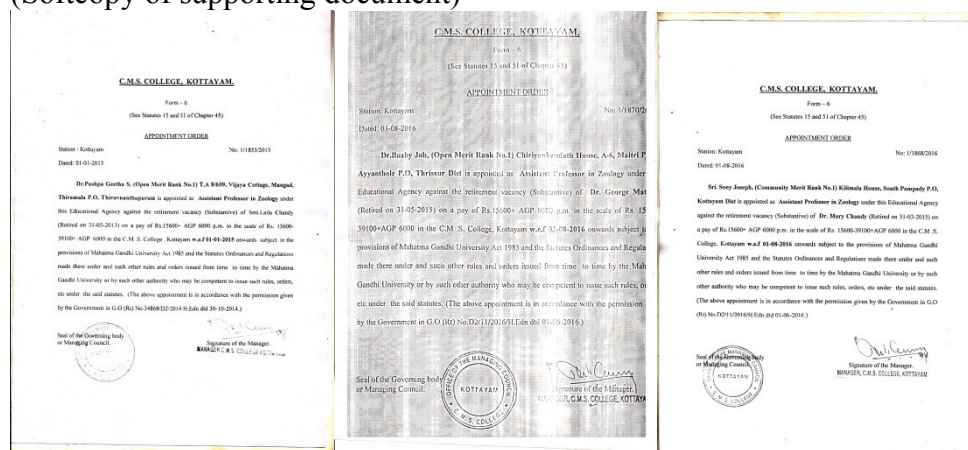 (Softcopy of supporting document)
C.M.S. COLLEGE, KOTTAYAM.
Form – 6
(See Statutes 15 and 51 of Chapter 45)
APPOINTMENT ORDER
Station : Kottayam No: 1/1853/2015
Dated: 01-01-2015
Dr.Pushpa Geetha S, (Open Merit Rank No.1) T.A 8/609, Vijaya Cottage, Mangad,
Thirumala P.O, Thiruvananthapuram is appointed as Assistant Professor in Zoology under
this Educational Agency against the retirement vacancy (Substantive) of Smt.Laila Chandy
(Retired on 31-05-2013) on a pay of Rs.15600+ AGP 6000 p.m. in the scale of Rs. 15600-
39100+AGP 6000 in the C.M .S. College , Kottayam w.e.f 01-01-2015 onwards subject to the
provisions of Mahatma Gandhi University Act 1985 and the Statutes Ordinances and Regulations
made there under and such other rules and orders issued from time to time by the Mahatma
Gandhi University or by such other authority who may be competent to issue such rules, orders,
etc under the said statutes. (The above appointment is in accordance with the permission given
by the Government in G.O (Rt) No.34868/D2/2014 H.Edn dtd 30-10-2014.)
Seal of the Governing body
or Managing Council.
Signature of the Manager.
MANAGER C.M.S. COLLEGE KOTTAYAM
C.M.S. COLLEGE, KOTTAYAM.
Form – 6
(See Statutes 15 and 51 of Chapter 45)
APPOINTMENT ORDER
Station: Kottayam No: 1/1870/20
Dated: 03-08-2016
Dr.Baaby Job, (Open Merit Rank No.1) House, A-6, Maitri P
Ayyanthole P.O, Thrissur Dist is appointed as Assistant Professor in Zoology under
Educational Agency against the retirement vacancy (Substantive) of Dr. George Mat
(Retired on 31-05-2015) on a pay of Rs.15600+ AGP 6000 p.m. in the scale of Rs. 15
39100+AGP 6000 in the C.M.S College, Kottayam w.e.f 03-08-2016 onwards subject to
provisions of Mahatma Gandhi University Act 1985 and the Statutes Ordinances and Regula
made there under and such other rules and orders issued from time to time by the Mah
Gandhi University or by such other authority who may be competent to issue such rules, or
etc under the said statutes. (The above appointment is in accordance with the permission
by the Government in G.O (Rt) No.D2/11/2016/H.Edn dtd 01-06-2016.)
Seal of the Governing body
or Managing Council.
OFFICE OF THE MANAGING COUNCIL
KOTTAYAM
C.M.S. COLLEGE
Signature of the Manager.
MANAGER, C.M.S. COLLEGE, KOTTAYA
C.M.S. COLLEGE, KOTTAYAM.
Form – 6
(See Statutes 15 and 51 of Chapter 45)
APPOINTMENT ORDER
Station: Kottayam No: 1/1868/2016
Dated: 01-08-2016
Sri. Sony Joseph, (Community Merit Rank No.1) Kilimala House, South Pampady P.O,
Kottayam Dist is appointed as Assistant Professor in Zoology under this Educational Agency
against the retirement vacancy (Substantive) of Dr. Mary Chandy (Retired on 31-03-2015) on
a pay of Rs.15600+ AGP 6000 p.m. in the scale of Rs. 15600-39100+AGP 6000 in the C.M.S.
College, Kottayam w.e.f 01-08-2016 onwards subject to the provisions of Mahatma Gandhi
University Act 1985 and the Statutes Ordinances and Regulations made there under and such
other rules and orders issued from time to time by the Mahatma Gandhi University or by such
other authority who may be competent to issue such rules, orders, etc under the said statutes.
(The above appointment is in accordance with the permission given by the Government in G.O
(Rt) No.D2/11/2016/H.Edn dtd 01-06-2016.)
Seal of the Governing body
or Managing Council.
KOTTAYAM
Signature of the Manager.
MANAGER, C.M.S. COLLEGE, KOTTAYAM